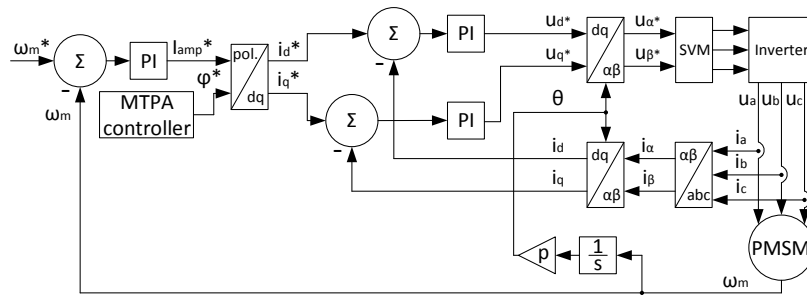 ωm*
Σ
-
ωm
PI
Iamp*
φ*
MTPA
controller
pol.
dq
id*
iq*
Σ
-
Σ
-
PI
PI
ud*
uq*
dq
αβ
uα*
uβ*
SVM
Inverter
ua ub uc
θ
id
iq
dq
αβ
iα
iβ
αβ
abc
ia
ib
ic
p
1
s
PMSM
ωm